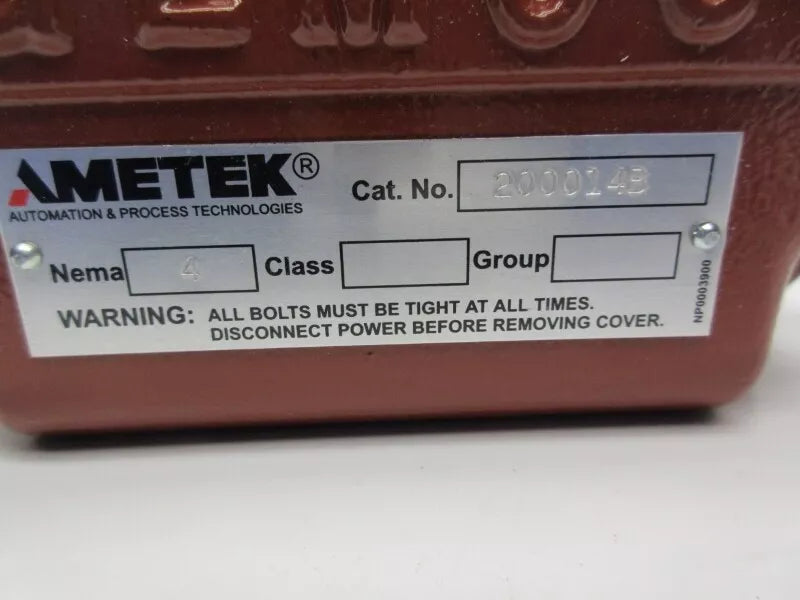 AMETEK®
AUTOMATION & PROCESS TECHNOLOGIES
Cat. No. 200014B
Nema 4 Class Group
WARNING: ALL BOLTS MUST BE TIGHT AT ALL TIMES.
DISCONNECT POWER BEFORE REMOVING COVER.
NP0003900